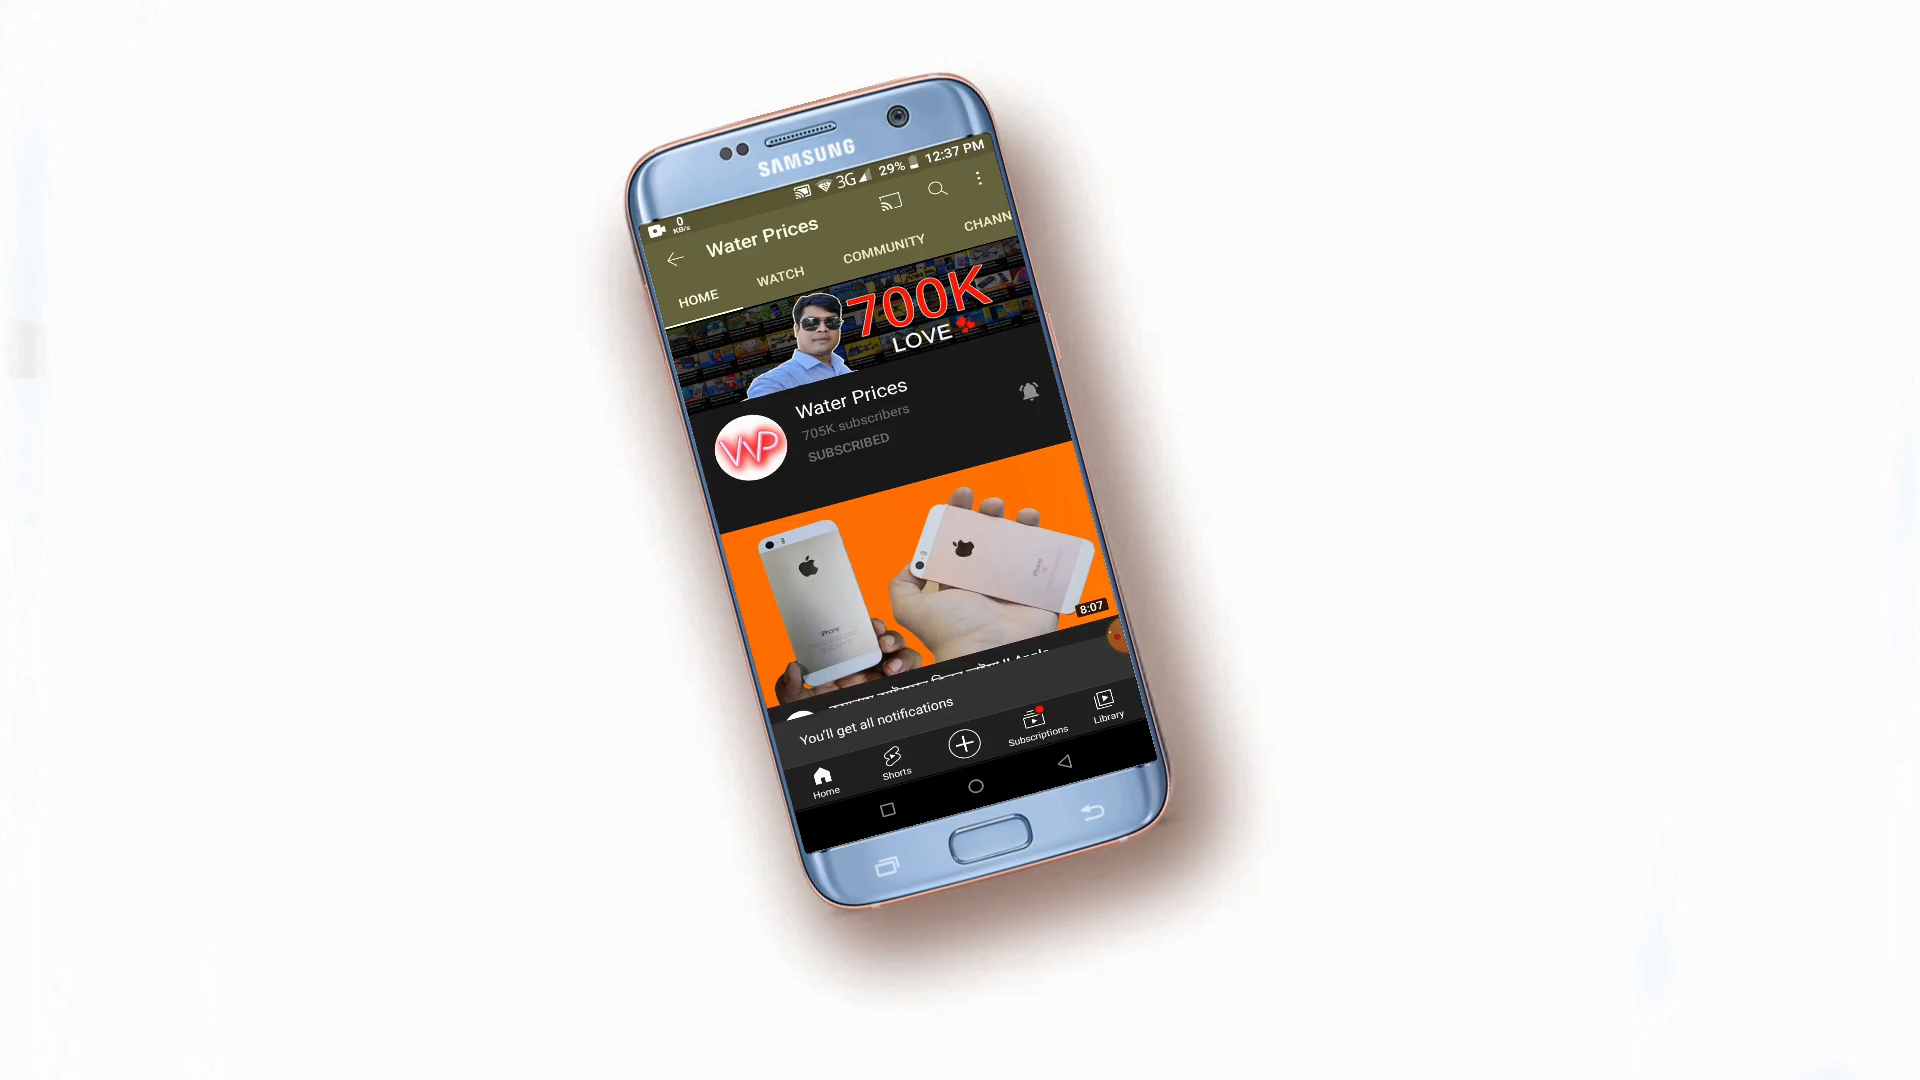 SAMSUNG
0
KB/s
3G 29% 12:37 PM
Water Prices
HOME
WATCH
COMMUNITY
CHANN
700K
LOVE
WP
Water Prices
705K subscribers
SUBSCRIBED
iPhone
iPhone
8:07
You'll get all notifications
Home
Shorts
Subscriptions
Library